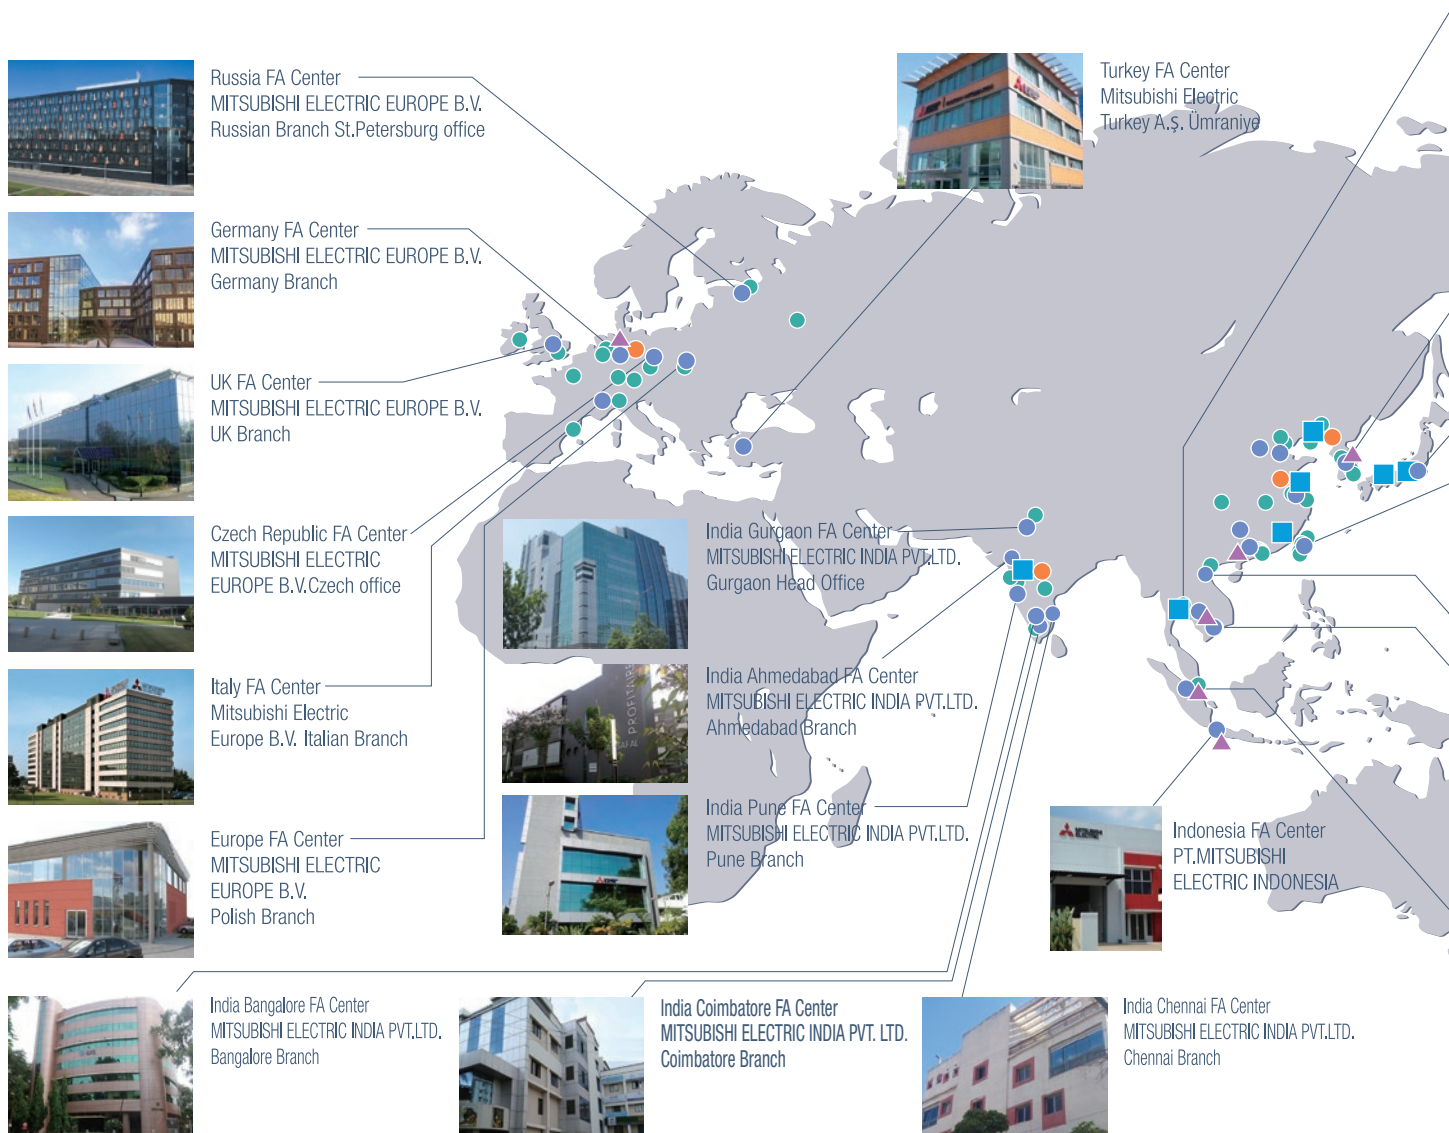 Russia FA Center
MITSUBISHI ELECTRIC EUROPE B.V.
Russian Branch St.Petersburg office
Turkey FA Center
Mitsubishi Electric
Turkey A.Ş. Ümraniye
Germany FA Center
MITSUBISHI ELECTRIC EUROPE B.V.
Germany Branch
UK FA Center
MITSUBISHI ELECTRIC EUROPE B.V.
UK Branch
Czech Republic FA Center
MITSUBISHI ELECTRIC
EUROPE B.V.Czech office
Italy FA Center
Mitsubishi Electric
Europe B.V. Italian Branch
Europe FA Center
MITSUBISHI ELECTRIC
EUROPE B.V.
Polish Branch
India Gurgaon FA Center
MITSUBISHI ELECTRIC INDIA PVT.LTD.
Gurgaon Head Office
India Ahmedabad FA Center
MITSUBISHI ELECTRIC INDIA PVT.LTD.
Ahmedabad Branch
PROFITAIRE
India Pune FA Center
MITSUBISHI ELECTRIC INDIA PVT.LTD.
Pune Branch
Indonesia FA Center
PT.MITSUBISHI
ELECTRIC INDONESIA
India Bangalore FA Center
MITSUBISHI ELECTRIC INDIA PVT.LTD.
Bangalore Branch
India Coimbatore FA Center
MITSUBISHI ELECTRIC INDIA PVT. LTD.
Coimbatore Branch
India Chennai FA Center
MITSUBISHI ELECTRIC INDIA PVT.LTD.
Chennai Branch